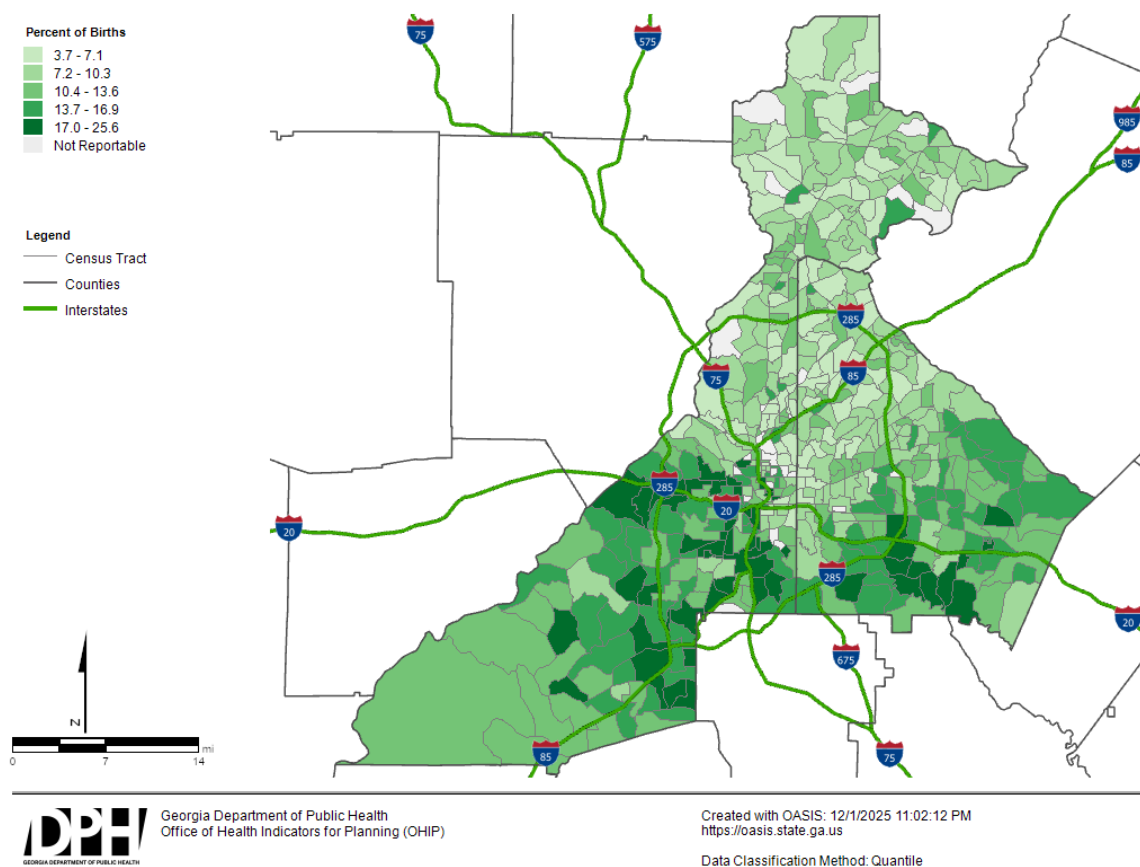 Percent of Births
3.7 - 7.1
7.2 - 10.3
10.4 - 13.6
13.7 - 16.9
17.0 - 25.6
Not Reportable
Legend
Census Tract
Counties
Interstates
75
575
985
85
285
75
85
285
20
20
285
20
675
85
75
N
0 7 14
mi
DPH
GEORGIA DEPARTMENT OF PUBLIC HEALTH
Georgia Department of Public Health
Office of Health Indicators for Planning (OHIP)
Created with OASIS: 12/1/2025 11:02:12 PM
https://oasis.state.ga.us
Data Classification Method: Quantile